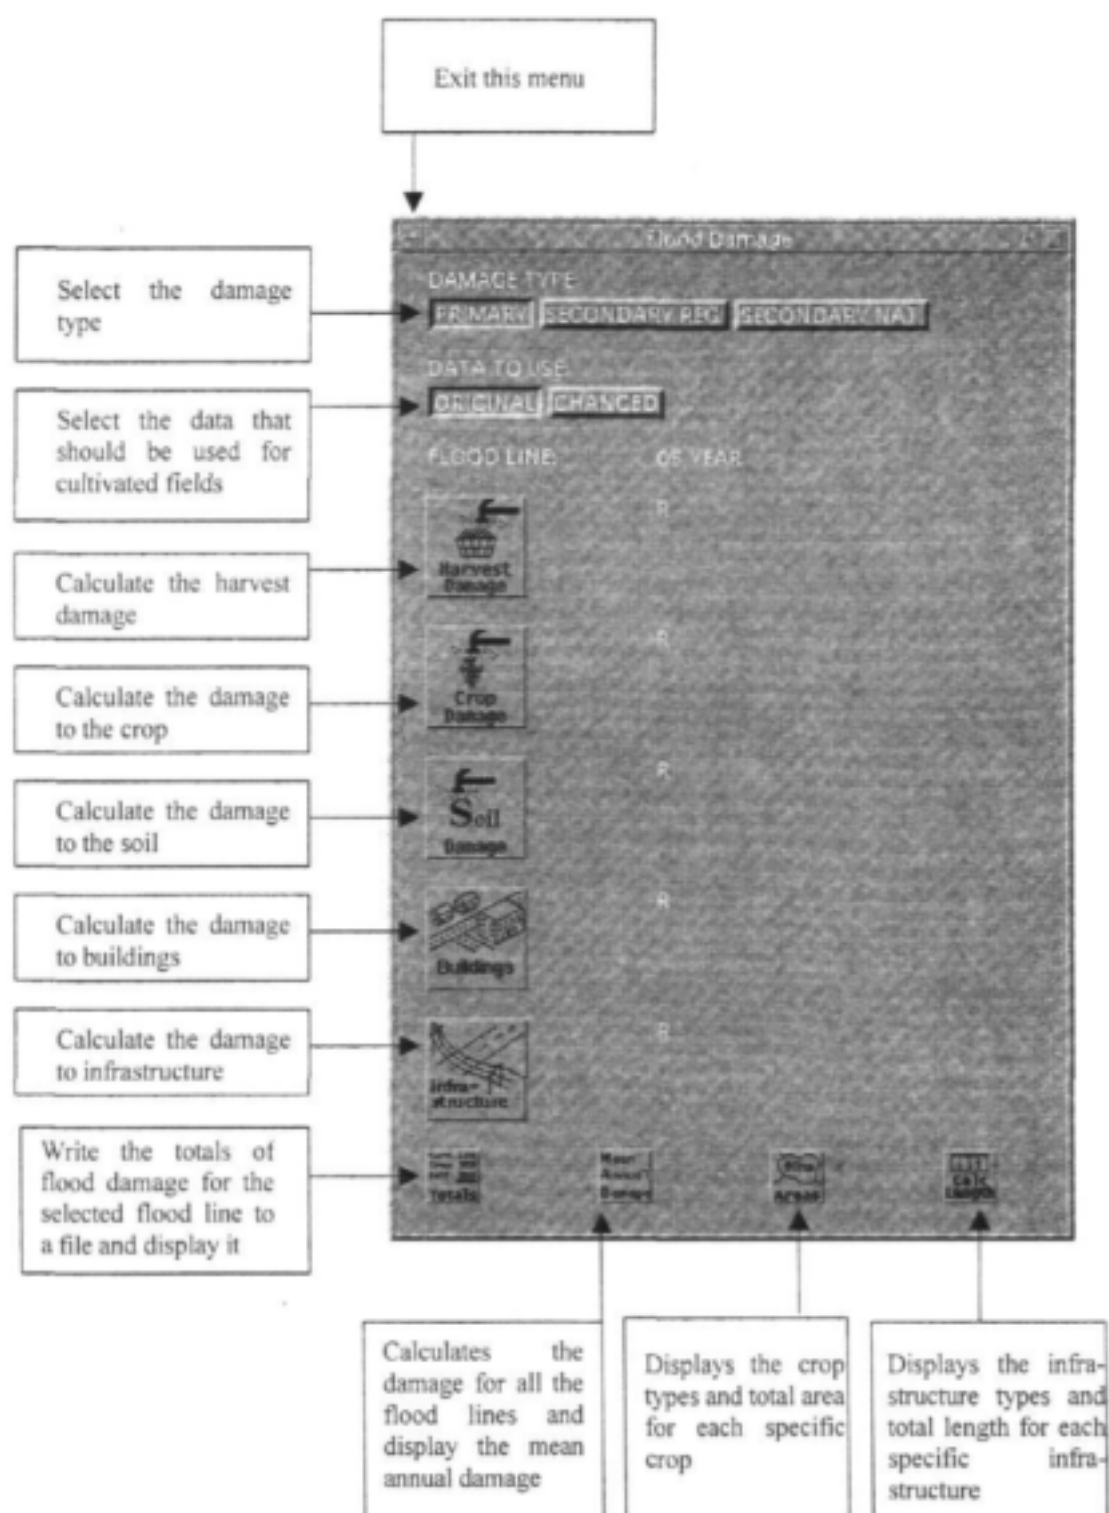 Exit this menu
Flood Damage
Select the damage
type
DAMAGE TYPE
PRIMARY SECONDARY REG SECONDARY NAT
DATA TO USE:
ORIGINAL CHANGED
Select the data that
should be used for
cultivated fields
FLOOD LINE: 05 YEAR
R
Harvest
Damage
Calculate the harvest
damage
R
Crop
Damage
Calculate the damage
to the crop
R
Soil
Damage
Calculate the damage
to the soil
R
Buildings
Calculate the damage
to buildings
R
Infra-
structure
Calculate the damage
to infrastructure
Write the totals of
flood damage for the
selected flood line to
a file and display it
Totals
Mean
Annual
Areas
Calc
Length
Calculates the
damage for all the
flood lines and
display the mean
annual damage
Displays the crop
types and total area
for each specific
crop
Displays the infra-
structure types and
total length for each
specific infra-
structure